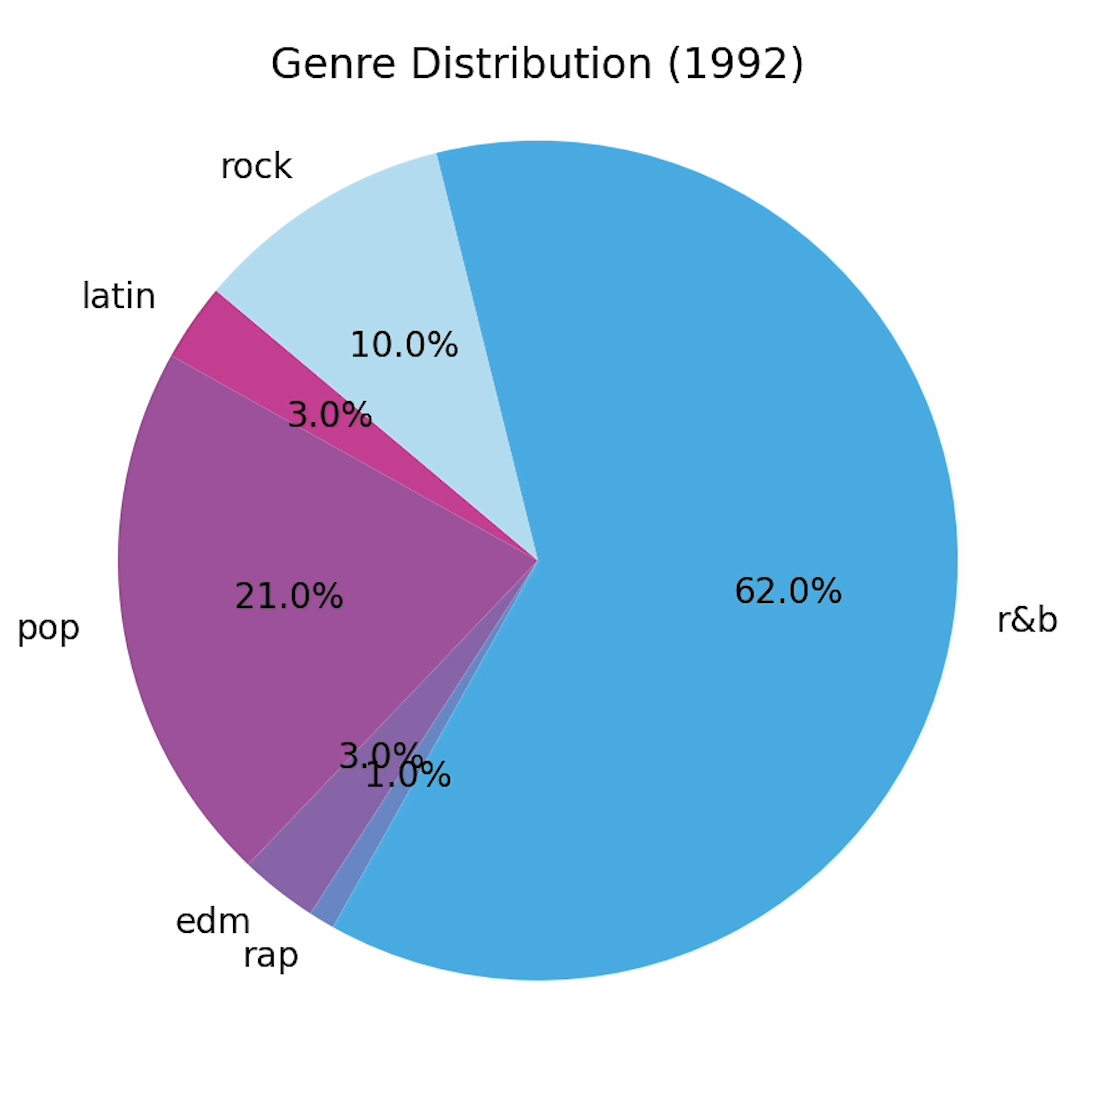 Genre Distribution (1992)
rock
latin
10.0%
3.0%
21.0%
62.0%
pop
r&b
3.0%
1.0%
edm
rap